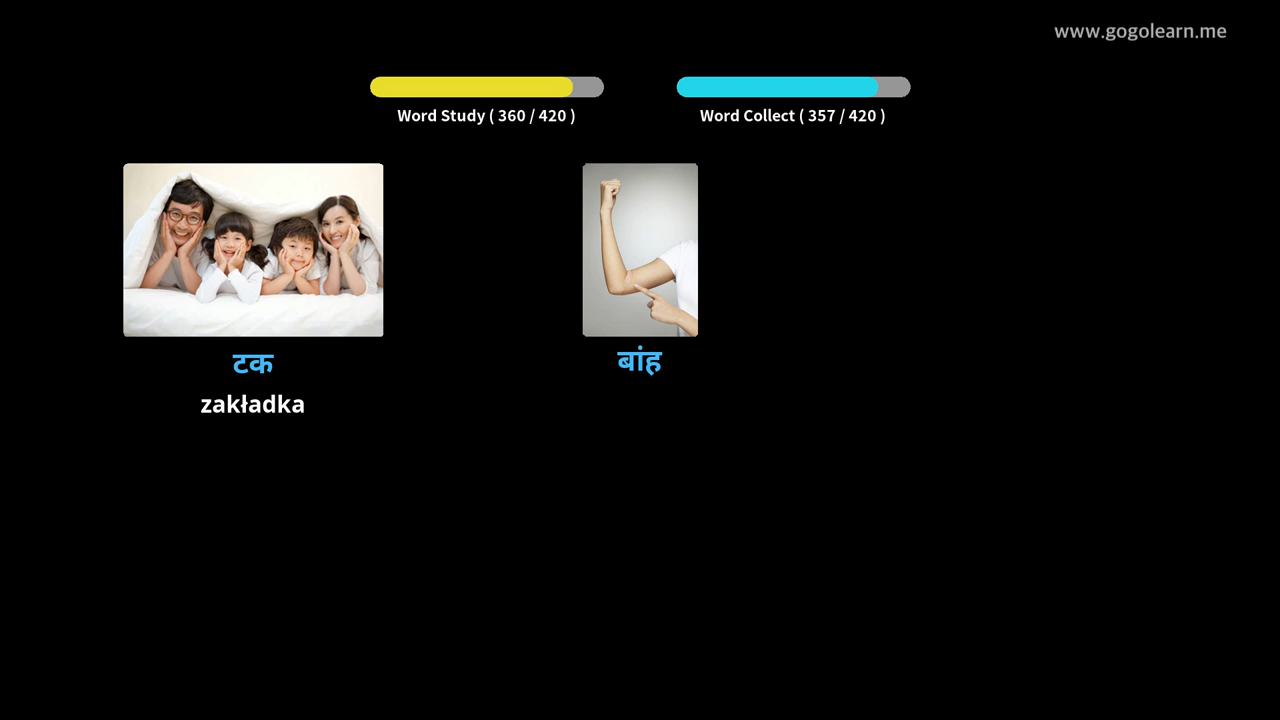 www.gogolearn.me
Word Study ( 360 / 420 )
Word Collect ( 357 / 420 )
टक
बांह
zakładka